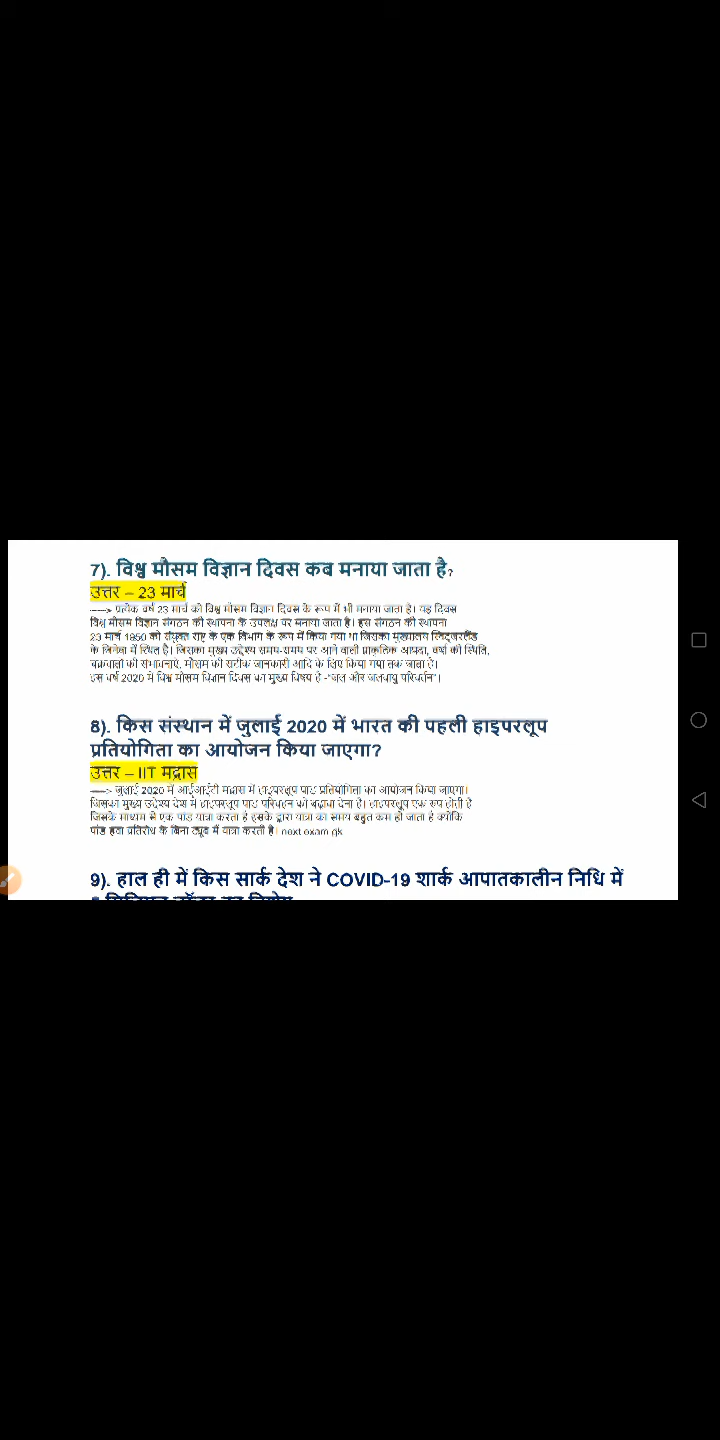 7). विश्व मौसम विज्ञान दिवस कब मनाया जाता है?
उत्तर – 23 मार्च
----> प्रत्येक वर्ष 23 मार्च को विश्व मौसम विज्ञान दिवस के रूप में भी मनाया जाता है। यह दिवस
विश्व मौसम विज्ञान संगठन की स्थापना के उपलक्ष पर मनाया जाता है। इस संगठन की स्थापना
23 मार्च 1950 को संयुक्त राष्ट्र के एक विभाग के रूप में किया गया था जिसका मुख्यालय स्विट्जरलैंड
के जिनेवा में स्थित है। जिसका मुख्य उद्देश्य समय-समय पर आने वाली प्राकृतिक आपदा, वर्षा की स्थिति,
चक्रवातों की संभावनाएं, मौसम की सटीक जानकारी आदि के लिए किया गया
इस वर्ष 2020 में विश्व मौसम विज्ञान दिवस का मुख्य विषय है -"जल और जलवायु परिवर्तन"।
8). किस संस्थान में जुलाई 2020 में भारत की पहली हाइपरलूप
प्रतियोगिता का आयोजन किया जाएगा?
उत्तर – IIT मद्रास
----> जुलाई 2020 में आईआईटी मद्रास में हाइपरलूप पाड प्रतियोगिता का आयोजन किया जाएगा।
जिसका मुख्य उद्देश्य देश में हाइपरलूप पाड परिवहन को बढ़ावा देना है। हाइपरलूप एक रुप होती है
जिसके माध्यम से एक पाड यात्रा करता है इसके द्वारा यात्रा का समय बहुत कम हो जाता है क्योंकि
पांड हवा प्रतिरोध के बिना ट्यूब में यात्रा करती है। next exam gk
9). हाल ही में किस सार्क देश ने COVID-19 शार्क आपातकालीन निधि में